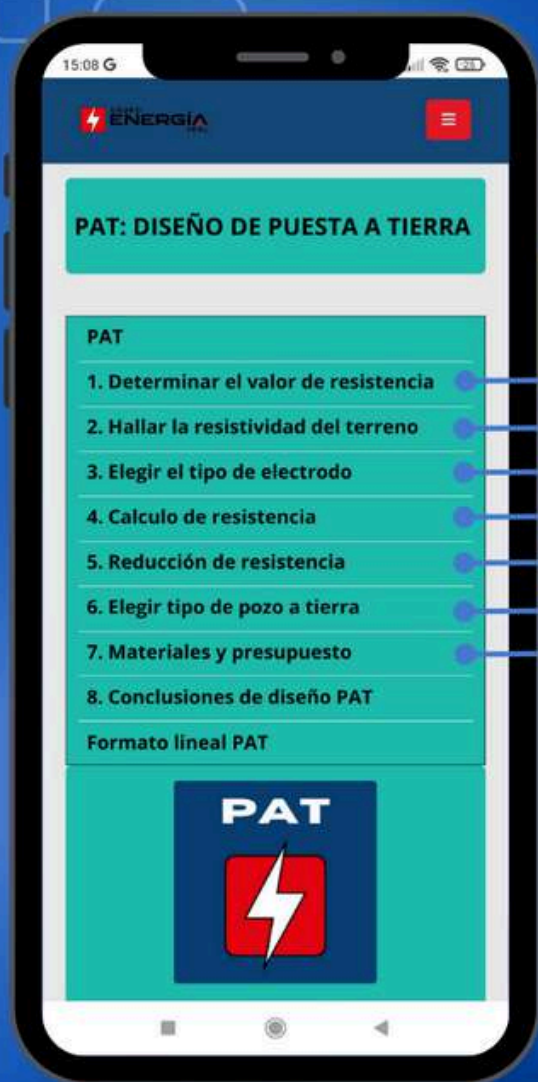 15:08 G
28
GRUPO
ENERGÍA
PAT: DISEÑO DE PUESTA A TIERRA
PAT
1. Determinar el valor de resistencia
2. Hallar la resistividad del terreno
3. Elegir el tipo de electrodo
4. Calculo de resistencia
5. Reducción de resistencia
6. Elegir tipo de pozo a tierra
7. Materiales y presupuesto
8. Conclusiones de diseño PAT
Formato lineal PAT
PAT